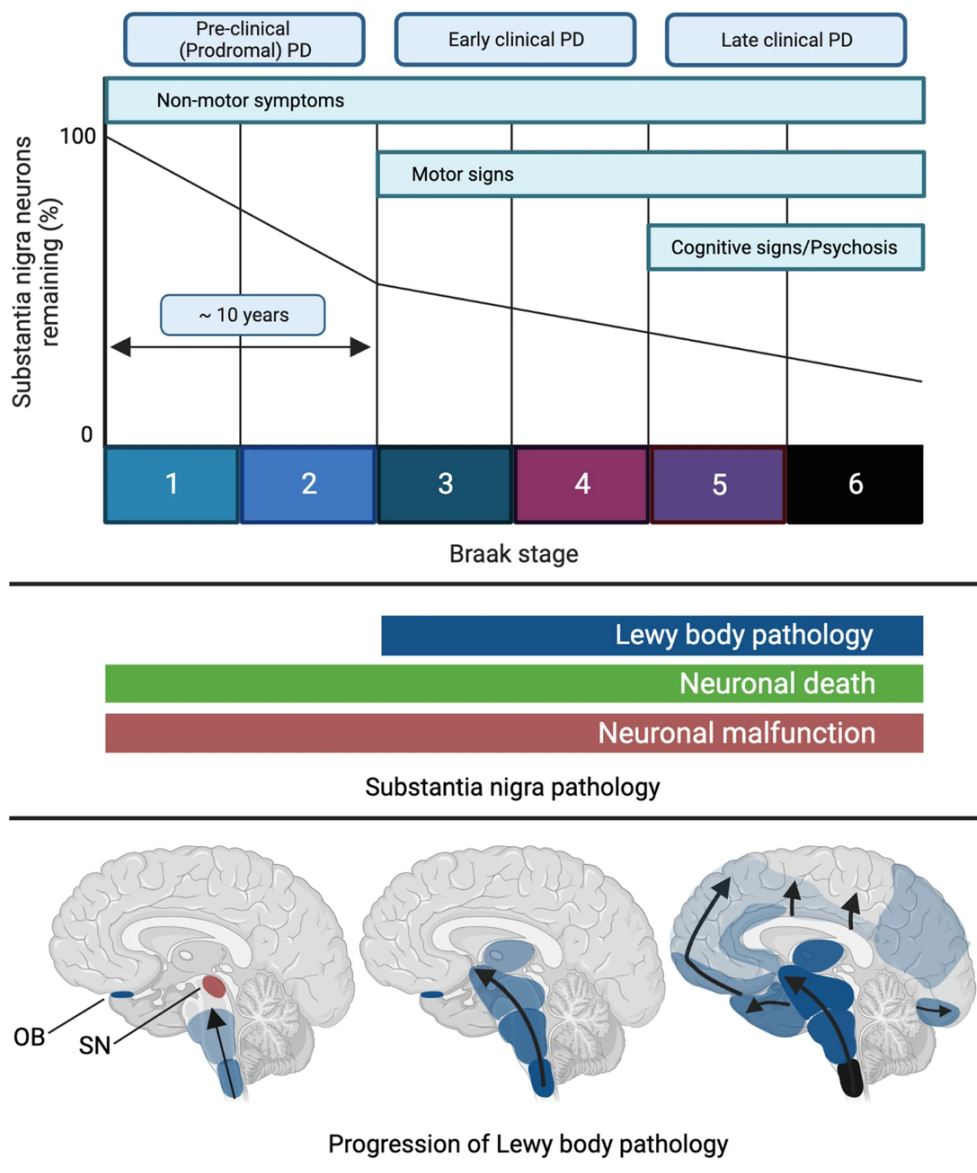 Pre-clinical
(Prodromal) PD
Early clinical PD
Late clinical PD
Non-motor symptoms
Motor signs
Cognitive signs/Psychosis
Substantia nigra neurons
remaining (%)
100
0
~ 10 years
1
2
3
4
5
6
Braak stage
Lewy body pathology
Neuronal death
Neuronal malfunction
Substantia nigra pathology
OB
SN
Progression of Lewy body pathology